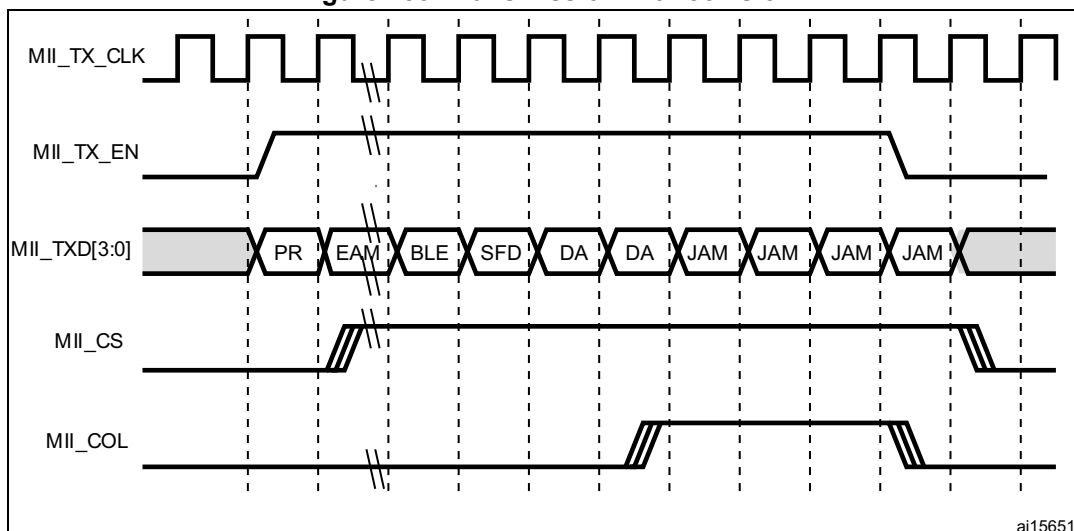 MII_TX_CLK
MII_TX_EN
MII_TXD[3:0]
PR EAM BLE SFD DA DA JAM JAM JAM JAM
MII_CS
MII_COL
ai15651